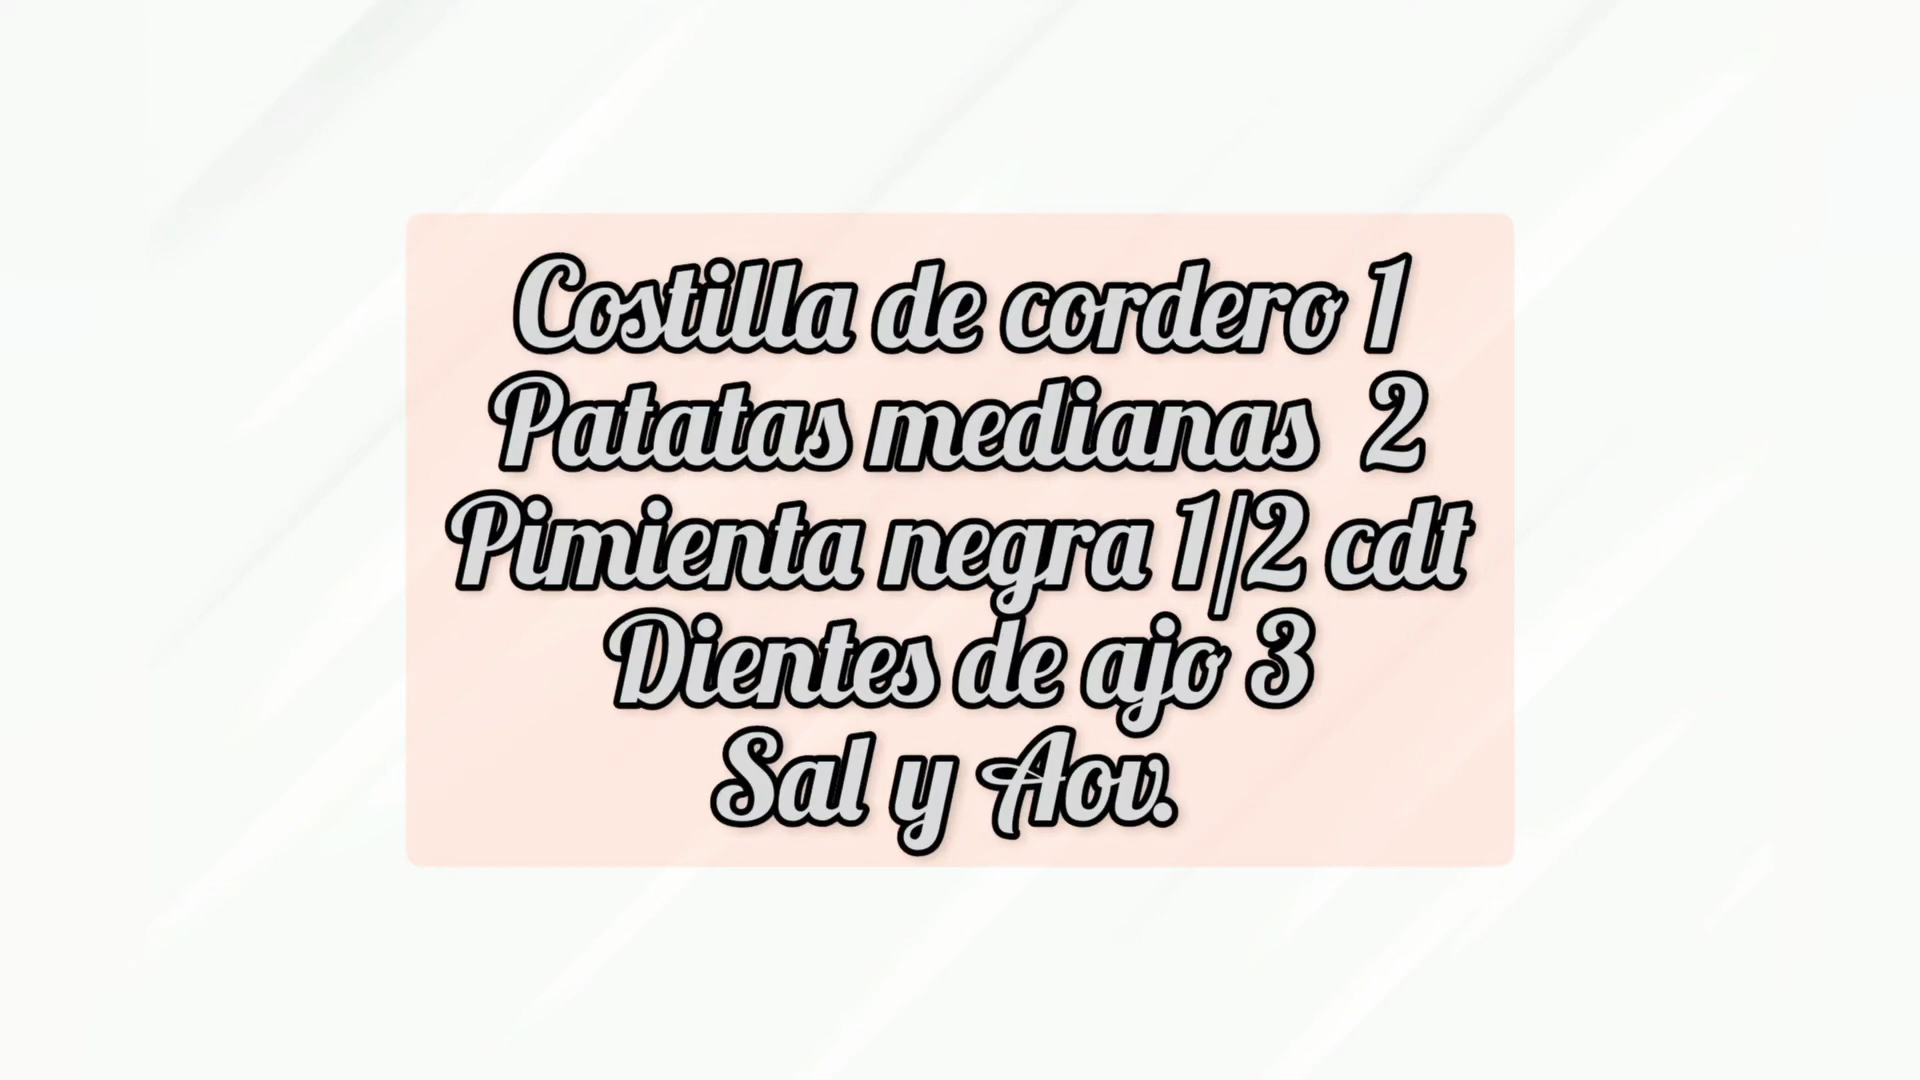 Costilla de cordero 1
Patatas medianas 2
Pimienta negra 1/2 cdt
Dientes de ajo 3
Sal y Aov.